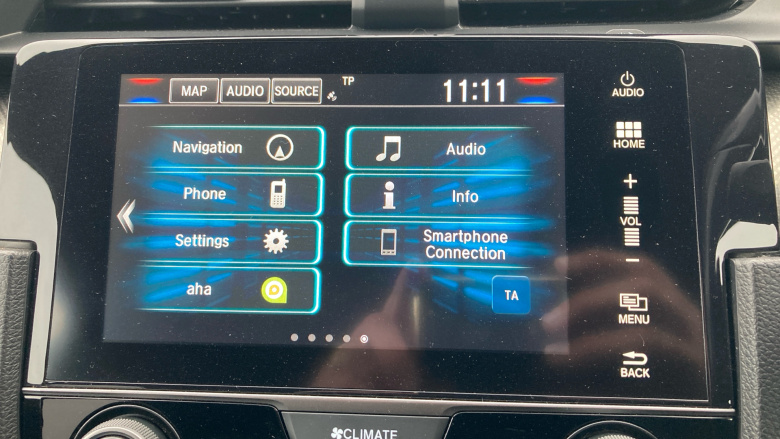 MAP AUDIO SOURCE TP 11:11
AUDIO
HOME
Navigation
Audio
Phone
Info
Settings
Smartphone
Connection
aha
TA
+
VOL
-
MENU
BACK
CLIMATE